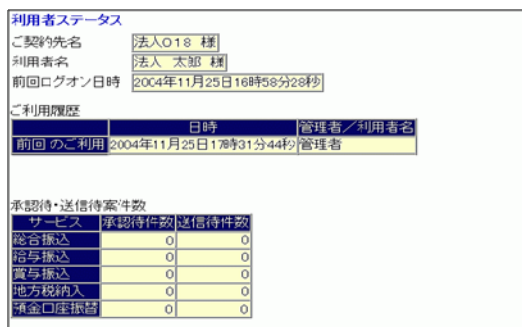 利用者ステータス
ご契約先名 法人018 様
利用者名 法人 太郎 様
前回ログオン日時 2004年11月25日16時58分28秒
ご利用履歴
日時 管理者/利用者名
前回 のご利用 2004年11月25日17時31分44秒 管理者
承認待・送信待案件数
サービス 承認待件数 送信待件数
総合振込 0 0
給与振込 0 0
賞与振込 0 0
地方税納入 0 0
預金口座振替 0 0